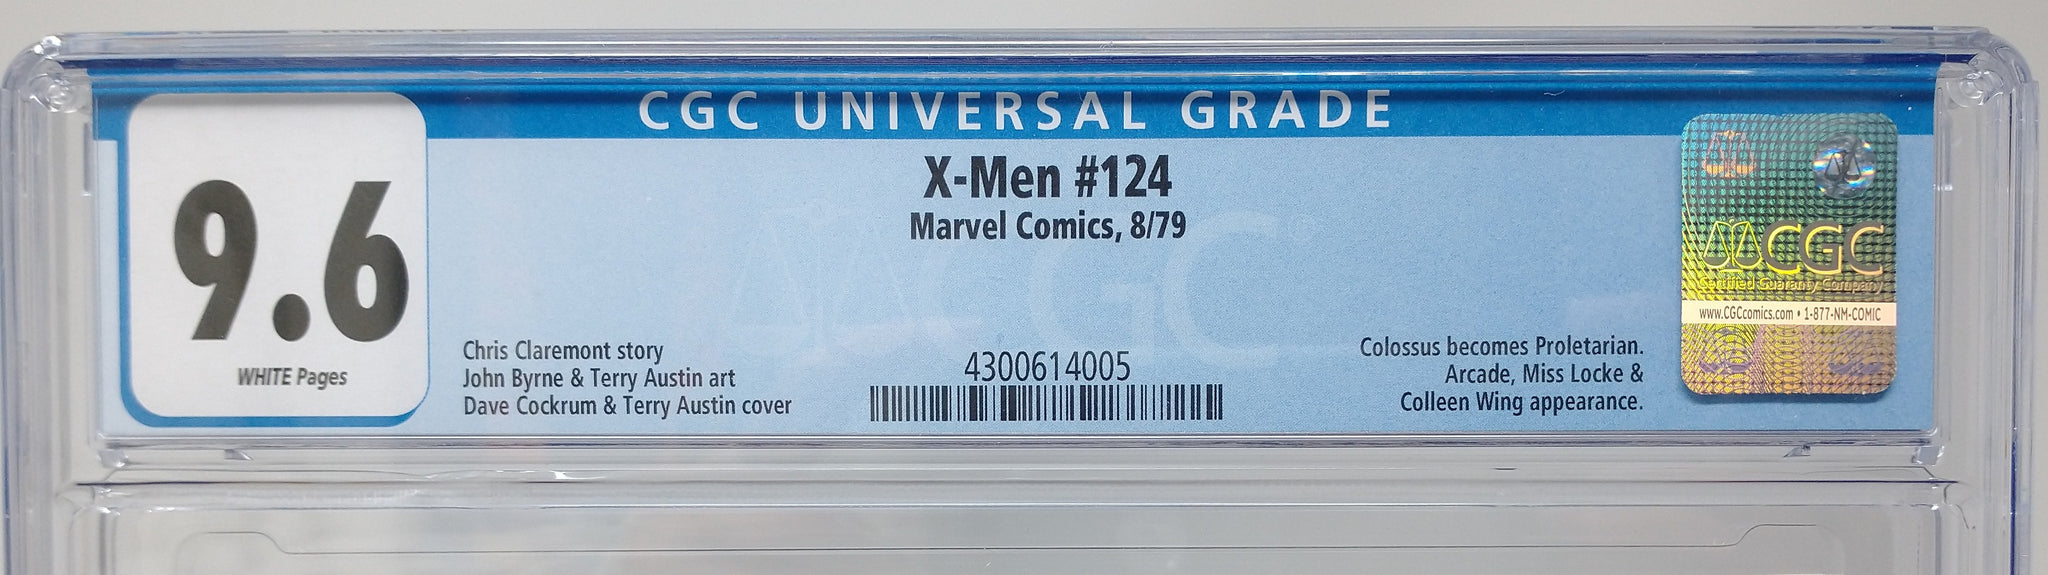 CGC UNIVERSAL GRADE
9.6
WHITE Pages
X-Men #124
Marvel Comics, 8/79
Chris Claremont story
John Byrne & Terry Austin art
Dave Cockrum & Terry Austin cover
4300614005
Colossus becomes Proletarian.
Arcade, Miss Locke &
Colleen Wing appearance.
CGC
Certified Guaranty Company
www.CGCcomics.com • 1-877-NM-COMIC
CGC